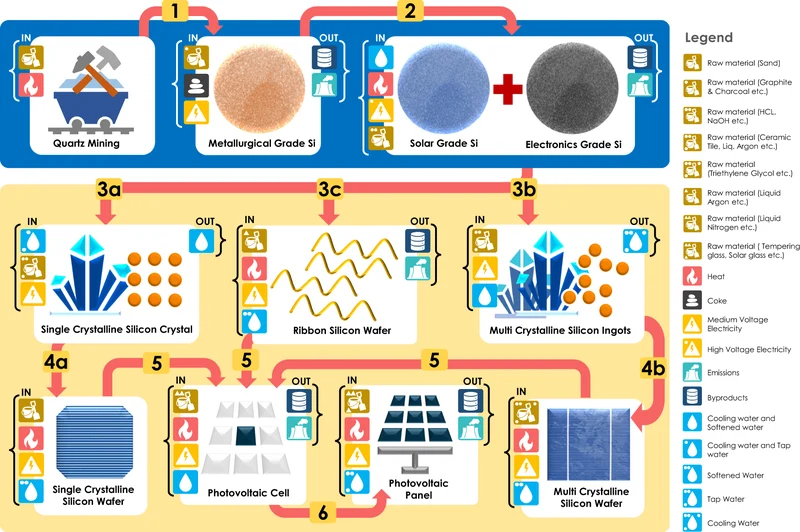 1
2
IN
IN
OUT
IN
OUT
Quartz Mining
Metallurgical Grade Si
Solar Grade Si
Electronics Grade Si
3a
3c
3b
IN
OUT
IN
OUT
IN
OUT
Single Crystalline Silicon Crystal
Ribbon Silicon Wafer
Multi Crystalline Silicon Ingots
4a
5
5
5
4b
IN
IN
OUT
IN
OUT
IN
Single Crystalline
Silicon Wafer
Photovoltaic Cell
Photovoltaic
Panel
Multi Crystalline
Silicon Wafer
6
Legend
Raw material (Sand)
Raw material (Graphite
& Charcoal etc.)
Raw material (HCL,
NaOH etc.)
Raw material (Ceramic
Tile, Liq. Argon etc.)
Raw material
(Triethylene Glycol etc.)
Raw material (Liquid
Argon etc.)
Raw material (Liquid
Nitrogen etc.)
Raw material ( Tempering
glass, Solar glass etc.)
Heat
Coke
Medium Voltage
Electricity
High Voltage Electricity
Emissions
Byproducts
Cooling water and
Softened water
Cooling water and Tap
water
Softened Water
Tap Water
Cooling Water